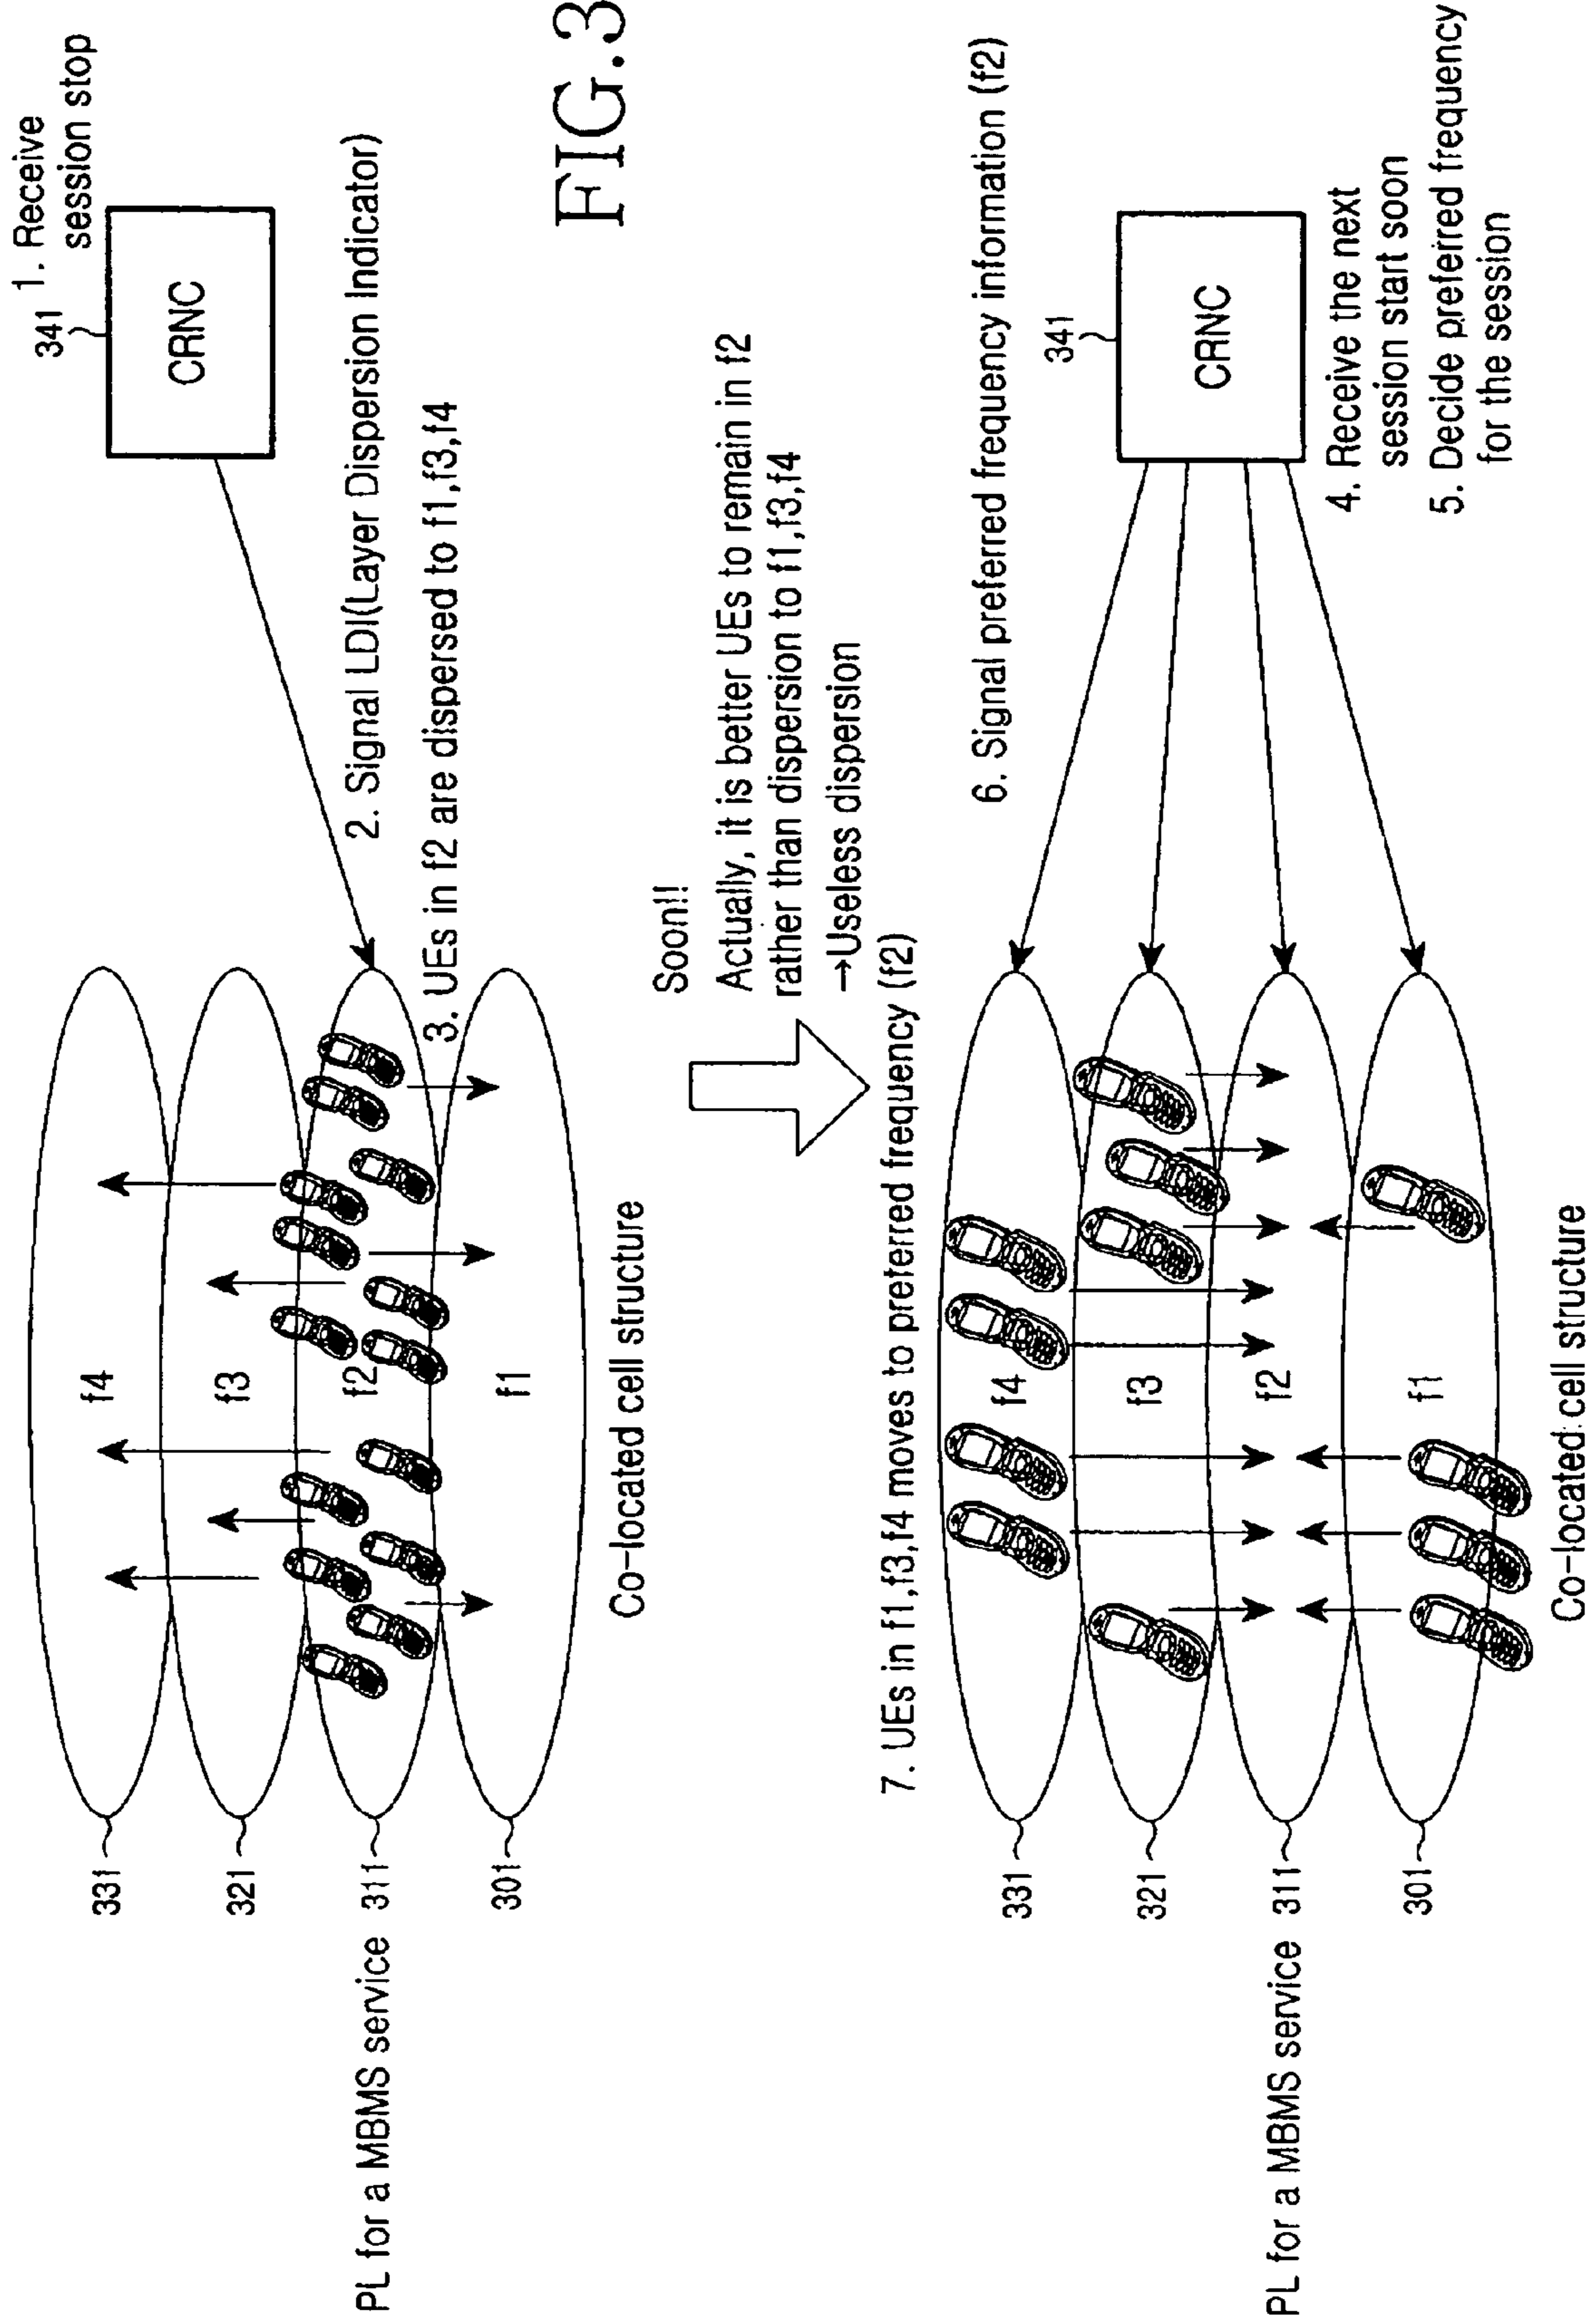 341
1. Receive
session stop
CRNC
2. Signal LDI(Layer Dispersion Indicator)
3. UEs in f2 are dispersed to f1,f3,f4
331
f4
321
f3
PL for a MBMS service 311
f2
301
f1
Co-located cell structure
FIG.3
Soon!!
Actually, it is better UEs to remain in f2
rather than dispersion to f1,f3,f4
→Useless dispersion
7. UEs in f1,f3,f4 moves to preferred frequency (f2)
6. Signal preferred frequency information (f2)
341
CRNC
331
f4
321
f3
PL for a MBMS service 311
f2
301
f1
4. Receive the next
session start soon
5. Decide preferred frequency
for the session
Co-located cell structure